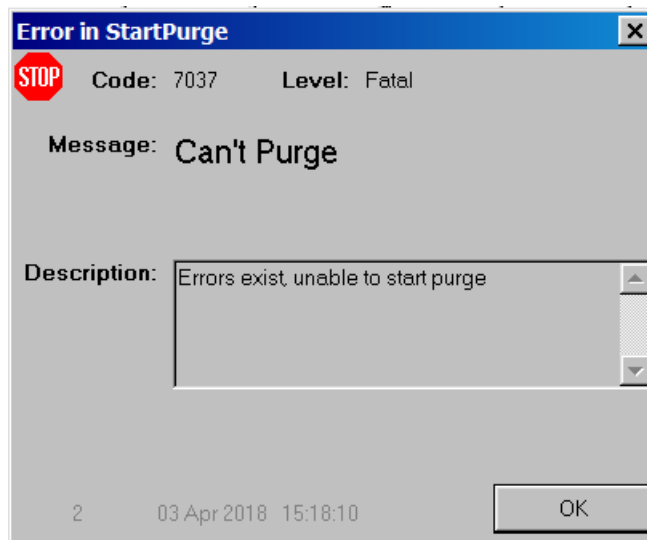 Error in StartPurge
STOP Code: 7037 Level: Fatal
Message: Can't Purge
Description: Errors exist, unable to start purge
OK
2 03 Apr 2018 15:18:10